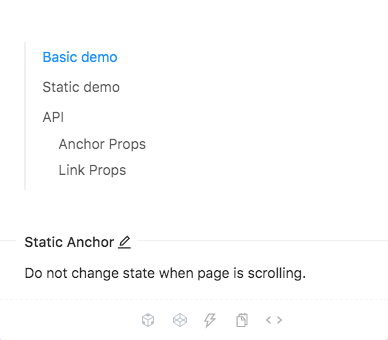 Basic demo
Static demo
API
Anchor Props
Link Props
Static Anchor
Do not change state when page is scrolling.